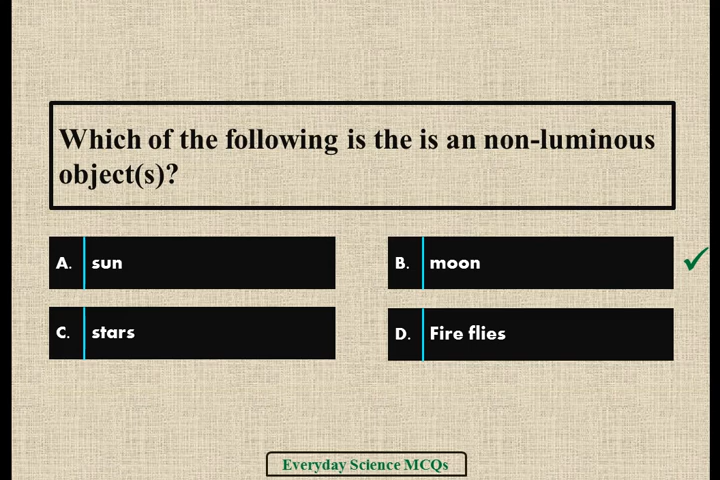 Which of the following is the is an non-luminous
object(s)?
A. sun
B. moon
C. stars
D. Fire flies
Everyday Science MCQs